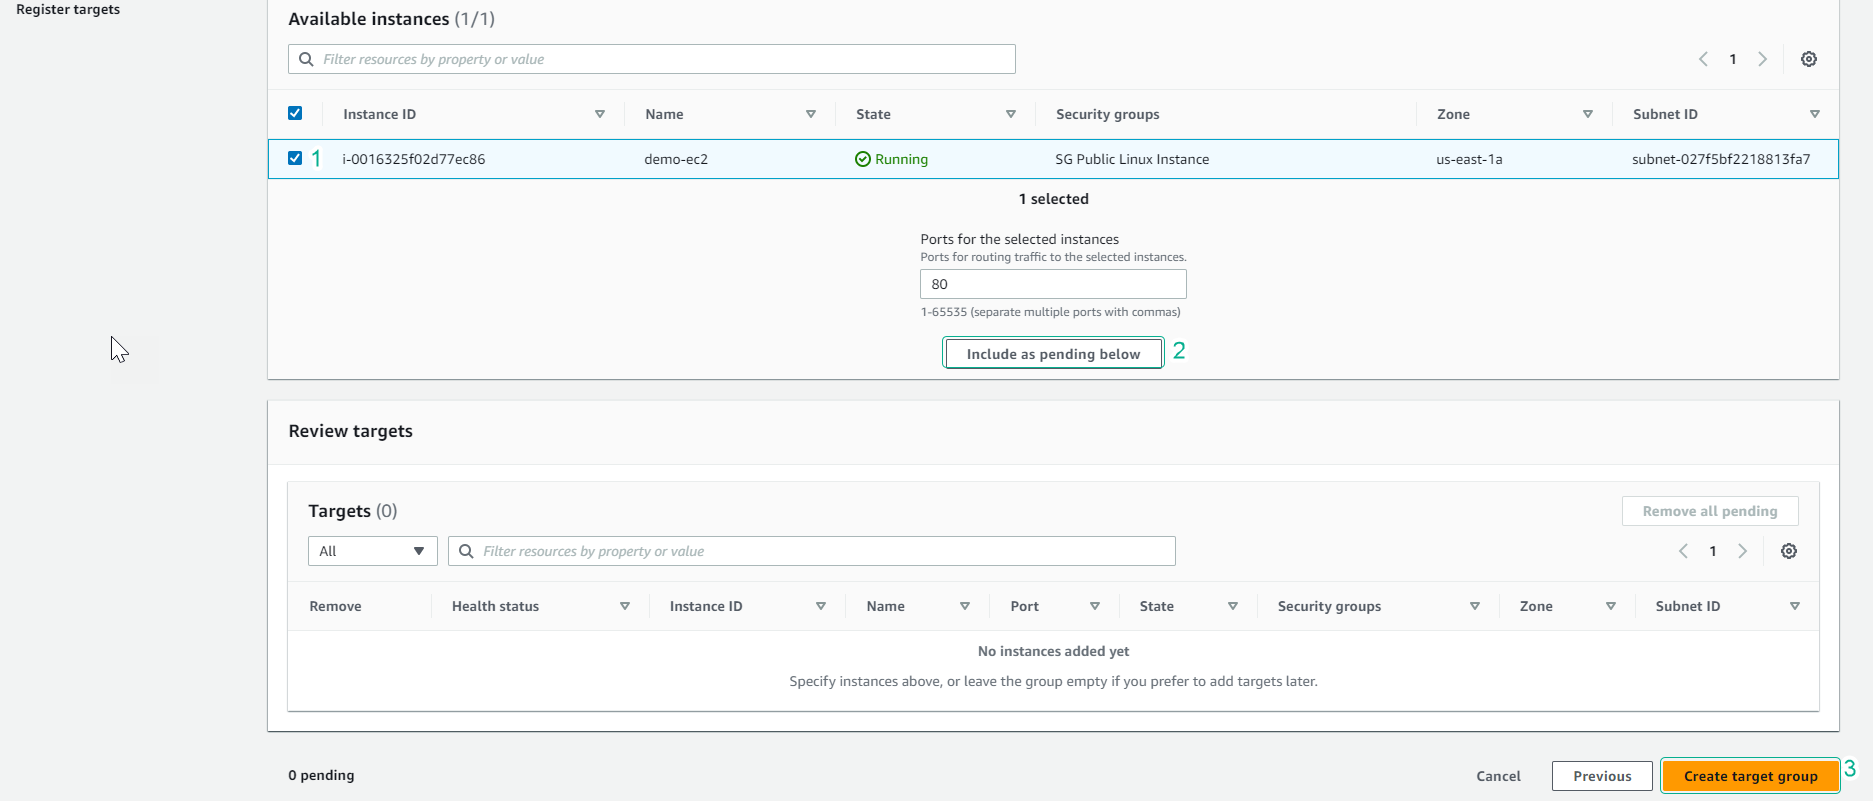 Register targets
Available instances (1/1)
Filter resources by property or value
1
Instance ID Name State Security groups Zone Subnet ID
1 i-0016325f02d77ec86 demo-ec2 Running SG Public Linux Instance us-east-1a subnet-027f5bf2218813fa7
1 selected
Ports for the selected instances
Ports for routing traffic to the selected instances.
80
1-65535 (separate multiple ports with commas)
Include as pending below 2
Review targets
Targets (0) Remove all pending
All Filter resources by property or value 1
Remove Health status Instance ID Name Port State Security groups Zone Subnet ID
No instances added yet
Specify instances above, or leave the group empty if you prefer to add targets later.
0 pending Cancel Previous Create target group 3